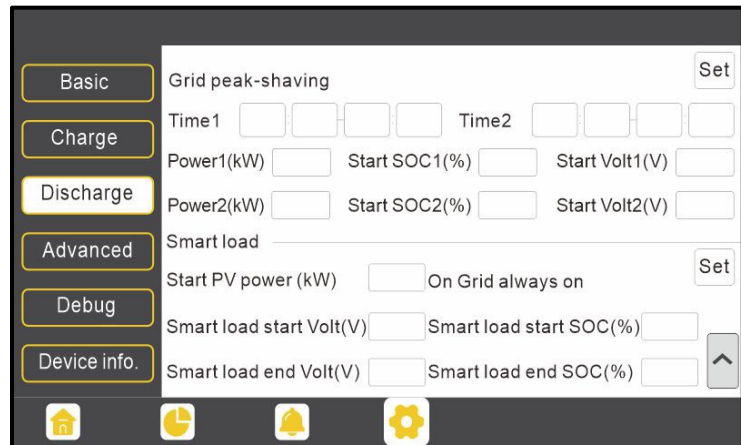 Basic
Charge
Discharge
Advanced
Debug
Device info.
Grid peak-shaving Set
Time1 : - : Time2 : - :
Power1(kW) Start SOC1(%) Start Volt1(V)
Power2(kW) Start SOC2(%) Start Volt2(V)
Smart load
Start PV power (kW) On Grid always on Set
Smart load start Volt(V) Smart load start SOC(%)
Smart load end Volt(V) Smart load end SOC(%)